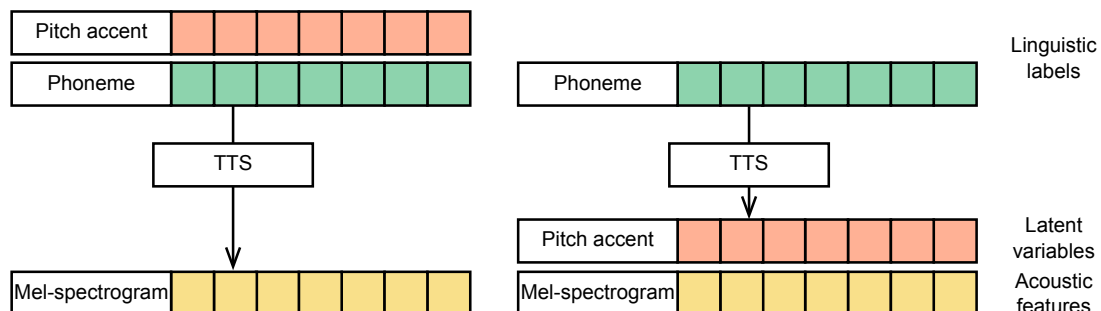 Pitch accent
Phoneme
TTS
Mel-spectrogram
Phoneme
TTS
Pitch accent
Mel-spectrogram
Linguistic
labels
Latent
variables
Acoustic
features